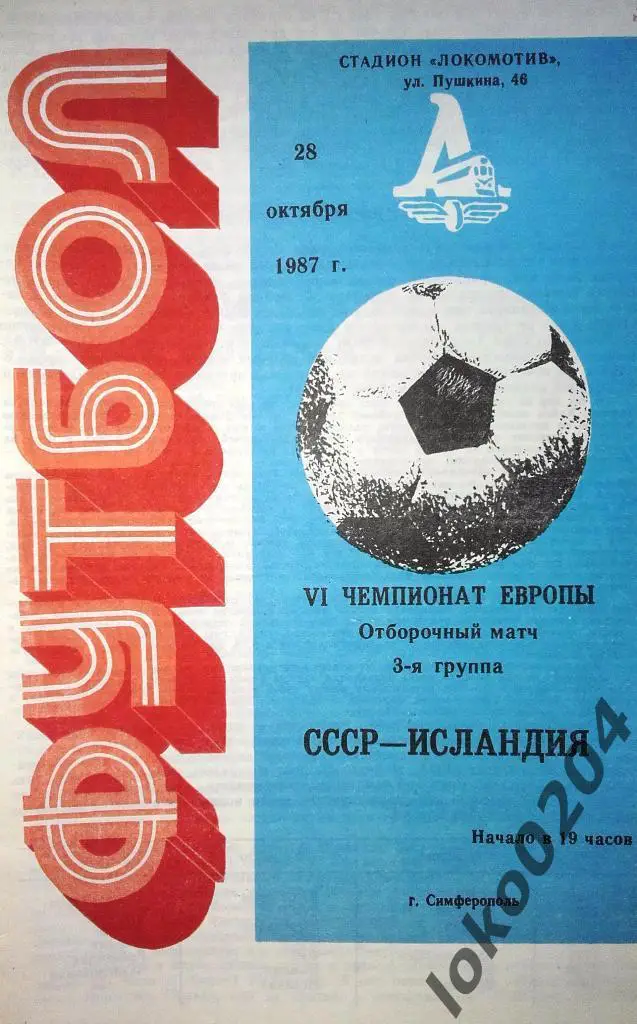 ФУТБОЛ
СТАДИОН «ЛОКОМОТИВ»,
ул. Пушкина, 46
28
октября
1987 г.
VI ЧЕМПИОНАТ ЕВРОПЫ
Отборочный матч
3-я группа
СССР—ИСЛАНДИЯ
Начало в 19 часов
г. Симферополь
loko0204